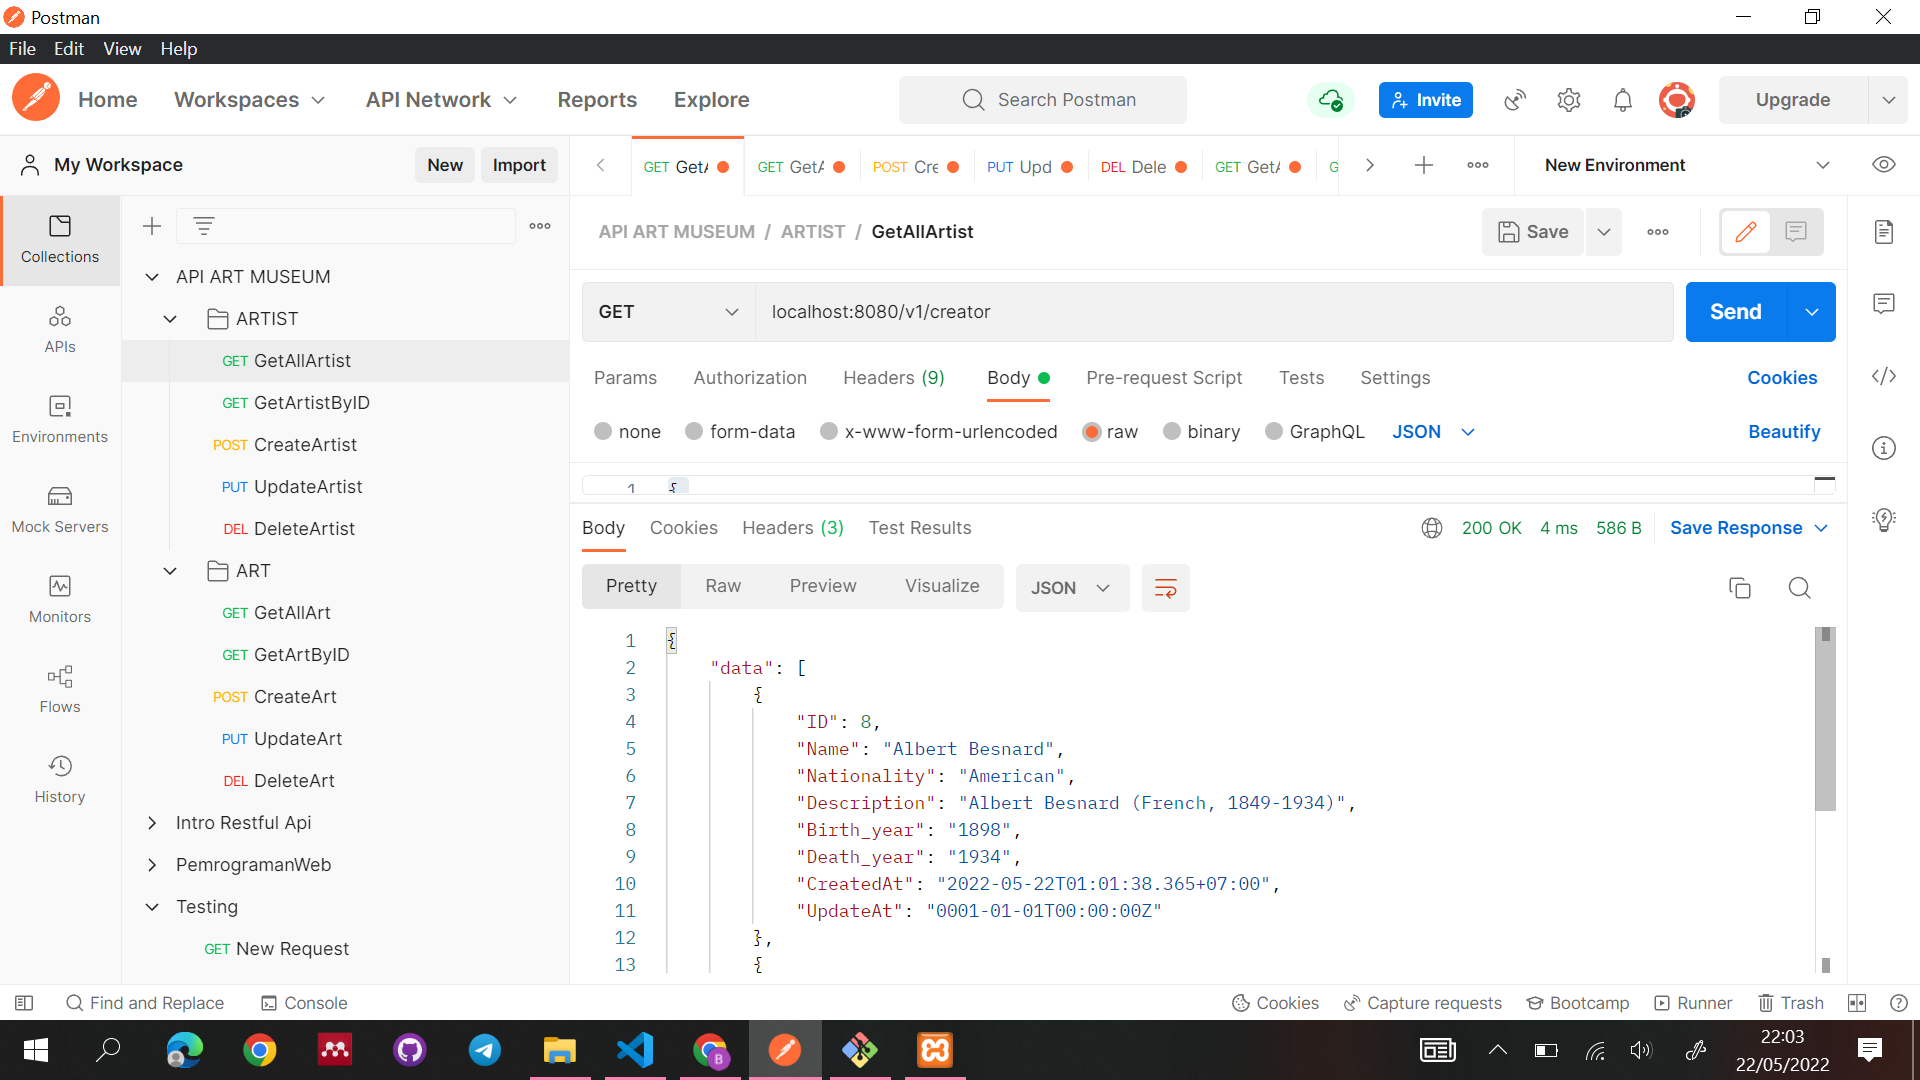 Postman
File Edit View Help
Home Workspaces API Network Reports Explore Search Postman Invite Upgrade
My Workspace New Import
GET GetA GET GetA POST Cre PUT Upd DEL Dele GET GetA G New Environment
Collections
APIs
Environments
Mock Servers
Monitors
Flows
History
API ART MUSEUM
ARTIST
GET GetAllArtist
GET GetArtistByID
POST CreateArtist
PUT UpdateArtist
DEL DeleteArtist
ART
GET GetAllArt
GET GetArtByID
POST CreateArt
PUT UpdateArt
DEL DeleteArt
Intro Restful Api
PemrogramanWeb
Testing
GET New Request
API ART MUSEUM / ARTIST / GetAllArtist Save
GET localhost:8080/v1/creator Send
Params Authorization Headers (9) Body Pre-request Script Tests Settings Cookies
none form-data x-www-form-urlencoded raw binary GraphQL JSON Beautify
1 {
Body Cookies Headers (3) Test Results 200 OK 4 ms 586 B Save Response
Pretty Raw Preview Visualize JSON
1 {
2 "data": [
3 {
4 "ID": 8,
5 "Name": "Albert Besnard",
6 "Nationality": "American",
7 "Description": "Albert Besnard (French, 1849-1934)",
8 "Birth_year": "1898",
9 "Death_year": "1934",
10 "CreatedAt": "2022-05-22T01:01:38.365+07:00",
11 "UpdateAt": "0001-01-01T00:00:00Z"
12 },
13 {
Find and Replace Console Cookies Capture requests Bootcamp Runner Trash
22:03
22/05/2022